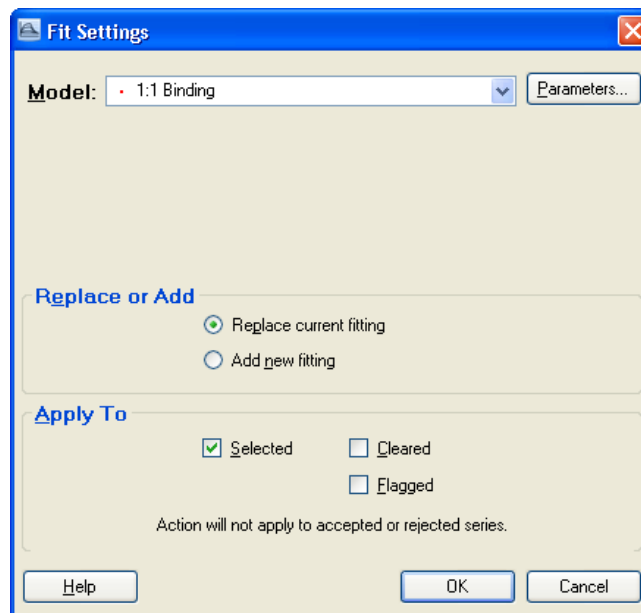 Fit Settings
Model: 1:1 Binding Parameters...
Replace or Add
Replace current fitting
Add new fitting
Apply To
Selected Cleared
Flagged
Action will not apply to accepted or rejected series.
Help OK Cancel